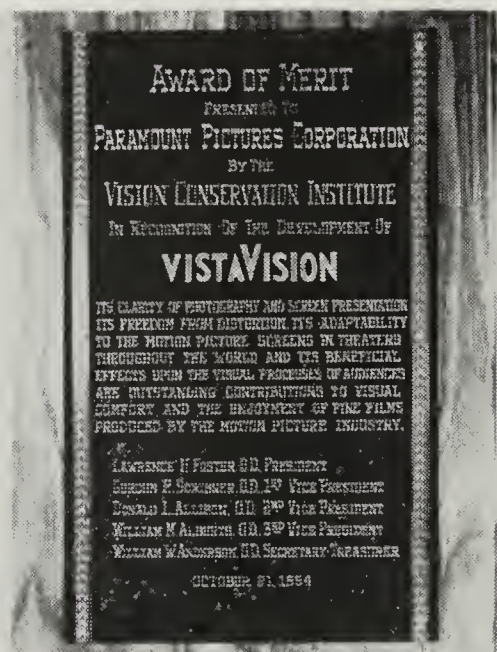 AWARD OF MERIT
PRESENTED TO
PARAMOUNT PICTURES CORPORATION
BY THE
VISION CONSERVATION INSTITUTE
IN RECOGNITION OF THE DEVELOPMENT OF
VISTAVISION
ITS CLARITY OF PHOTOGRAPHY AND SCREEN PRESENTATION
ITS FREEDOM FROM DISTORTION, ITS ADAPTABILITY
TO THE MOTION PICTURE SCREENS IN THEATERS
THROUGHOUT THE WORLD AND ITS BENEFICIAL
EFFECTS UPON THE VISUAL PROCESSES OF AUDIENCES
ARE OUTSTANDING CONTRIBUTIONS TO VISUAL
COMFORT, AND THE ENJOYMENT OF FINE FILMS
PRODUCED BY THE MOTION PICTURE INDUSTRY.
LAWRENCE FOSTER O.D. PRESIDENT
O.D. 1ST VICE PRESIDENT
DONALD L. O.D. 2ND VICE PRESIDENT
WILLIAM M. O.D. 3RD VICE PRESIDENT
WILLIAM W. ANDERSON, O.D. SECRETARY-TREASURER
OCTOBER 21, 1954